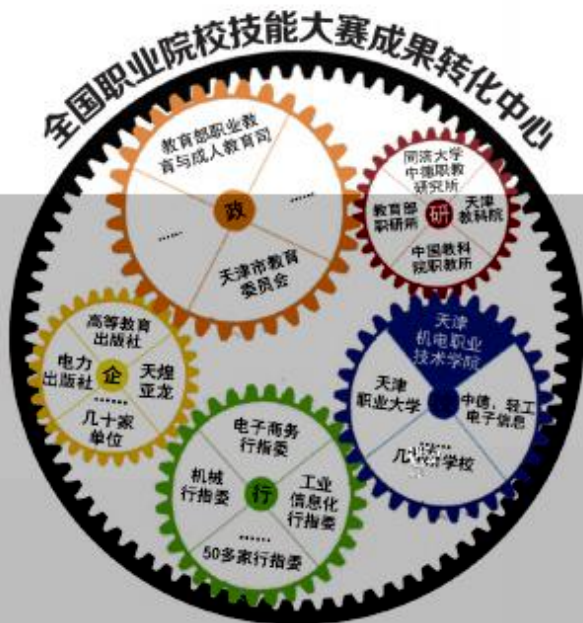 全国职业院校技能大赛成果转化中心
教育部职业教
育与成人教育司
......
政
......
天津市教育
委员会
同济大学
中德职教
研究所
教育部
职研所
研
天津
教科院
中国教科
院职教所
高等教育
出版社
电力
出版社
企
天煌
亚龙
......
几十家
单位
天津
机电职业
技术学院
天津
职业大学
中德，轻工
电子信息
......
学校
电子商务
行指委
机械
行指委
行
工业
信息化
行指委
......
50多家行指委